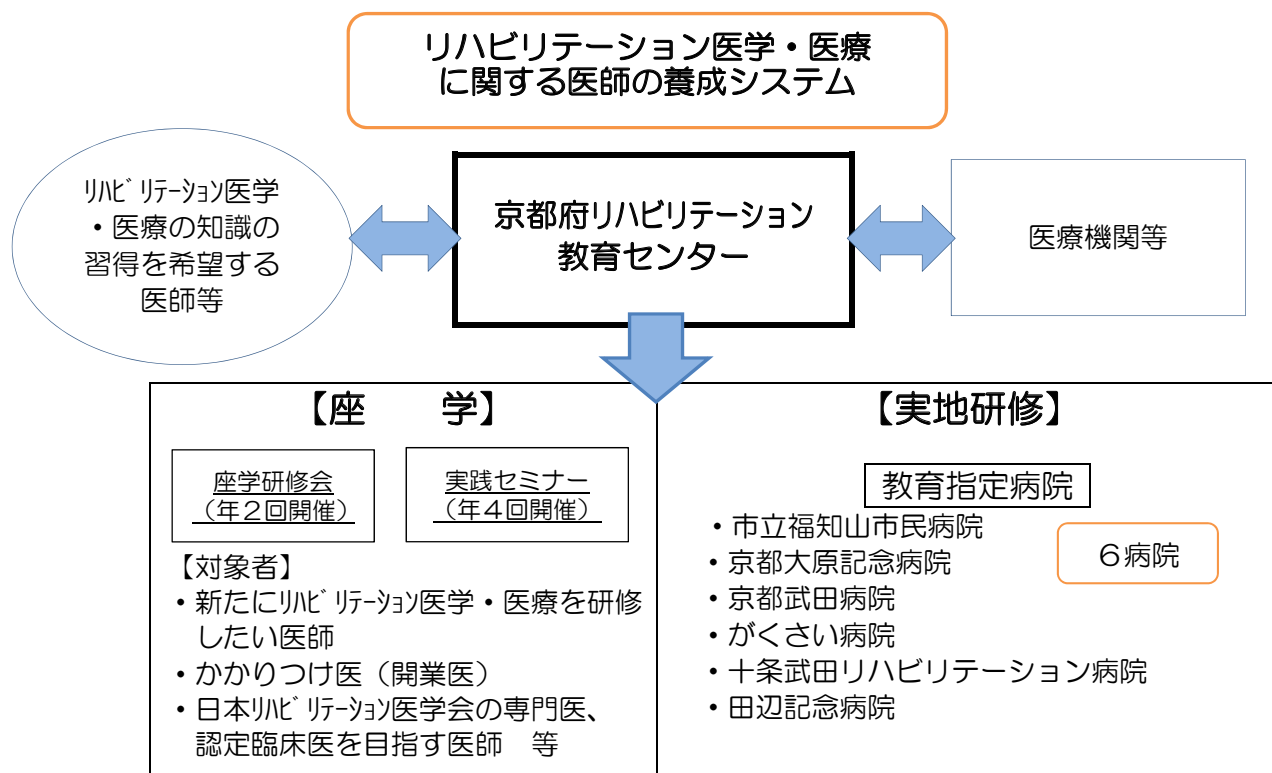 リハビリテーション医学・医療
に関する医師の養成システム
ﾘﾊﾋﾞﾘﾃｰｼｮﾝ医学
・医療の知識の
習得を希望する
医師等
京都府リハビリテーション
教育センター
医療機関等
【座　　学】
座学研修会
（年２回開催）
実践セミナー
（年４回開催）
【対象者】
・新たにﾘﾊﾋﾞﾘﾃｰｼｮﾝ医学・医療を研修
したい医師
・かかりつけ医（開業医）
・日本ﾘﾊﾋﾞﾘﾃｰｼｮﾝ医学会の専門医、
認定臨床医を目指す医師　等
【実地研修】
教育指定病院
・市立福知山市民病院
・京都大原記念病院
・京都武田病院
・がくさい病院
・十条武田リハビリテーション病院
・田辺記念病院
６病院